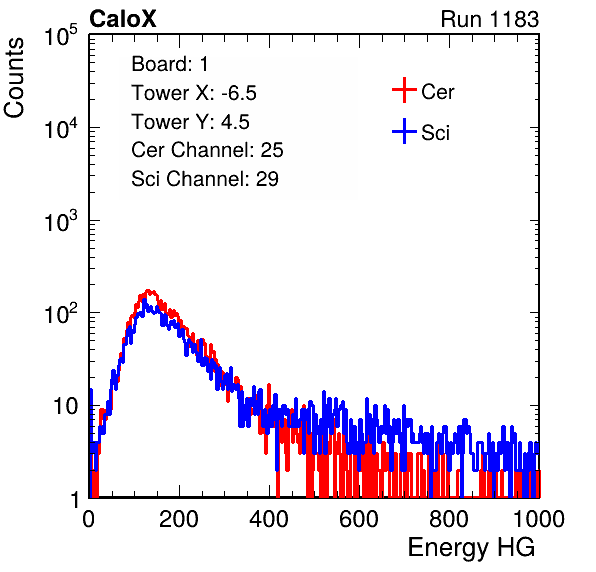 CaloX Run 1183
Counts
10^5
10^4
10^3
10^2
10
1
Board: 1
Tower X: -6.5
Tower Y: 4.5
Cer Channel: 25
Sci Channel: 29
Cer
Sci
0 200 400 600 800 1000
Energy HG